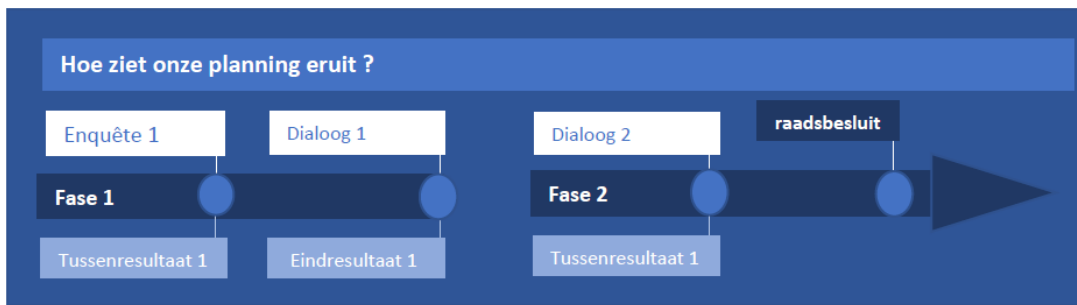 Hoe ziet onze planning eruit ?
Enquête 1
Dialoog 1
Dialoog 2
raadsbesluit
Fase 1
Fase 2
Tussenresultaat 1
Eindresultaat 1
Tussenresultaat 1